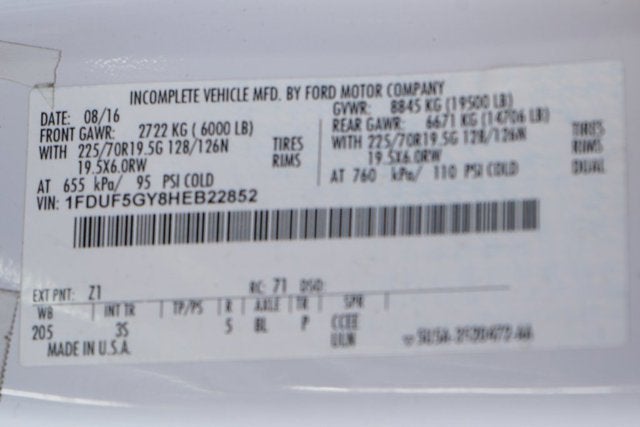 INCOMPLETE VEHICLE MFD. BY FORD MOTOR COMPANY
DATE: 08/16 GVWR: 8845 KG (19500 LB)
FRONT GAWR: 2722 KG ( 6000 LB) REAR GAWR: 6671 KG (14706 LB)
WITH 225/70R19.5G 128/126N TIRES WITH 225/70R19.5G 128/126N TIRES
19.5X6.0RW RIMS 19.5X6.0RW RIMS
AT 655 kPa/ 95 PSI COLD AT 760 kPa/ 110 PSI COLD DUAL
VIN: 1FDUF5GY8HEB22852
EXT PNT: Z1 RC: 71 DSO:
WB INT TR TP/PS R AXLE TR SPR
205 3S 5 BL P
MADE IN U.S.A.